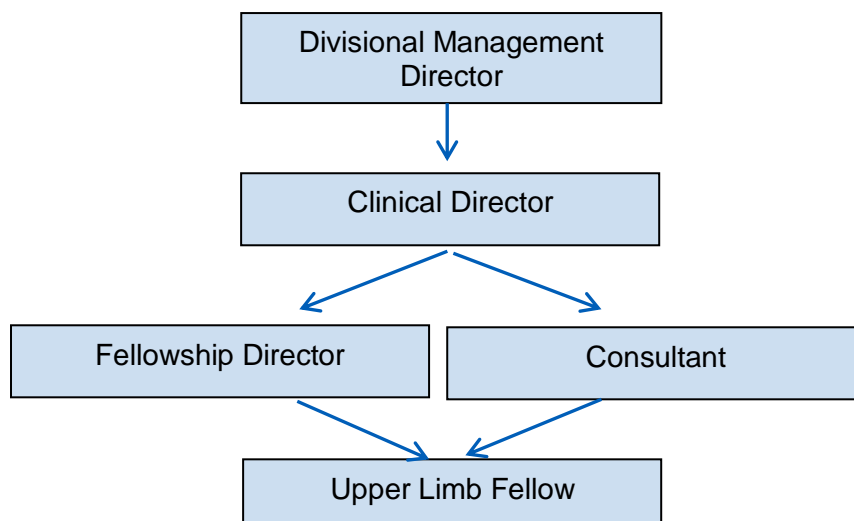 Divisional Management
Director
Clinical Director
Fellowship Director
Consultant
Upper Limb Fellow